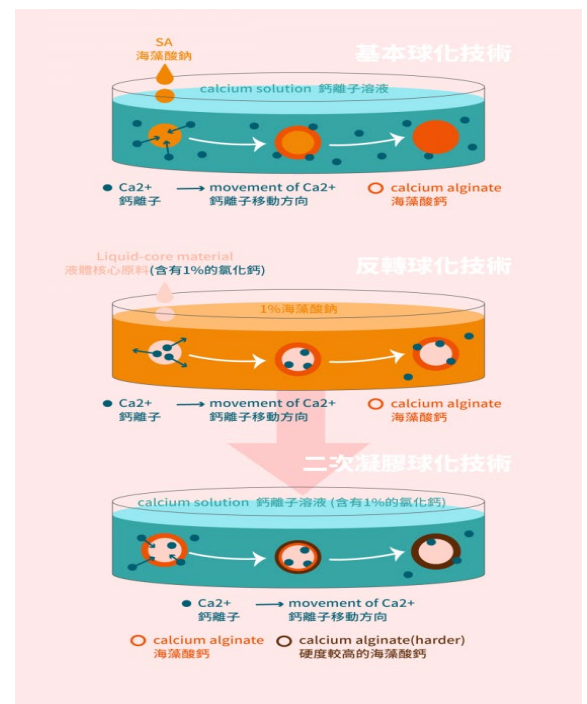 基本球化技術
SA
海藻酸鈉
calcium solution 鈣離子溶液
Ca2+
鈣離子
movement of Ca2+
鈣離子移動方向
calcium alginate
海藻酸鈣
反轉球化技術
Liquid-core material
液體核心原料(含有1%的氯化鈣)
1%海藻酸鈉
Ca2+
鈣離子
movement of Ca2+
鈣離子移動方向
calcium alginate
海藻酸鈣
二次凝膠球化技術
calcium solution 鈣離子溶液 (含有1%的氯化鈣)
Ca2+
鈣離子
movement of Ca2+
鈣離子移動方向
calcium alginate
海藻酸鈣
calcium alginate(harder)
硬度較高的海藻酸鈣